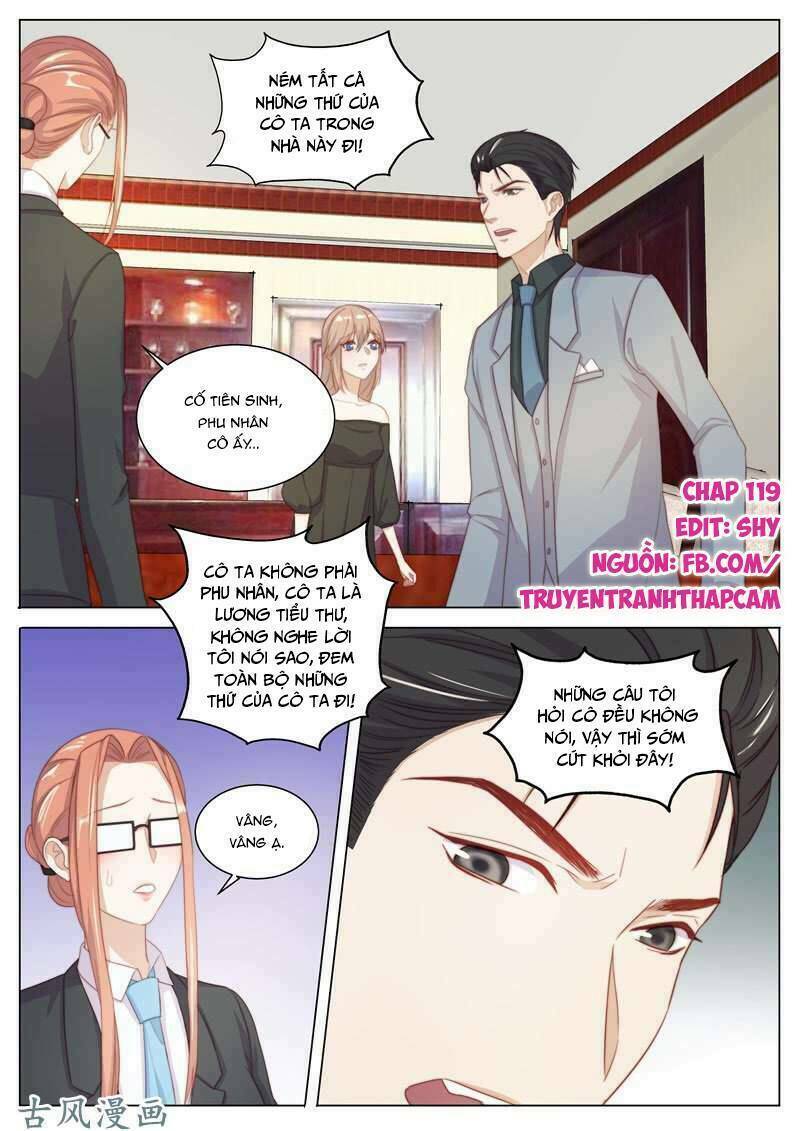 NÉM TẤT CẢ
NHỮNG THỨ CỦA
CÔ TA TRONG
NHÀ NÀY ĐI!
CỐ TIÊN SINH,
PHU NHÂN
CÔ ẤY...
CHAP 119
EDIT: SHY
NGUỒN: FB.COM/
TRUYENTRANHTHAPCAM
CÔ TA KHÔNG PHẢI
PHU NHÂN, CÔ TA LÀ
LƯƠNG TIỂU THƯ,
KHÔNG NGHE LỜI
TÔI NÓI SAO, ĐEM
TOÀN BỘ NHỮNG
THỨ CỦA CÔ TA ĐI!
NHỮNG CÂU TÔI
HỎI CÔ ĐỀU KHÔNG
NÓI, VẬY THÌ SỚM
CỨT KHỎI ĐÂY!
VÂNG,
VÂNG Ạ.
古风漫画